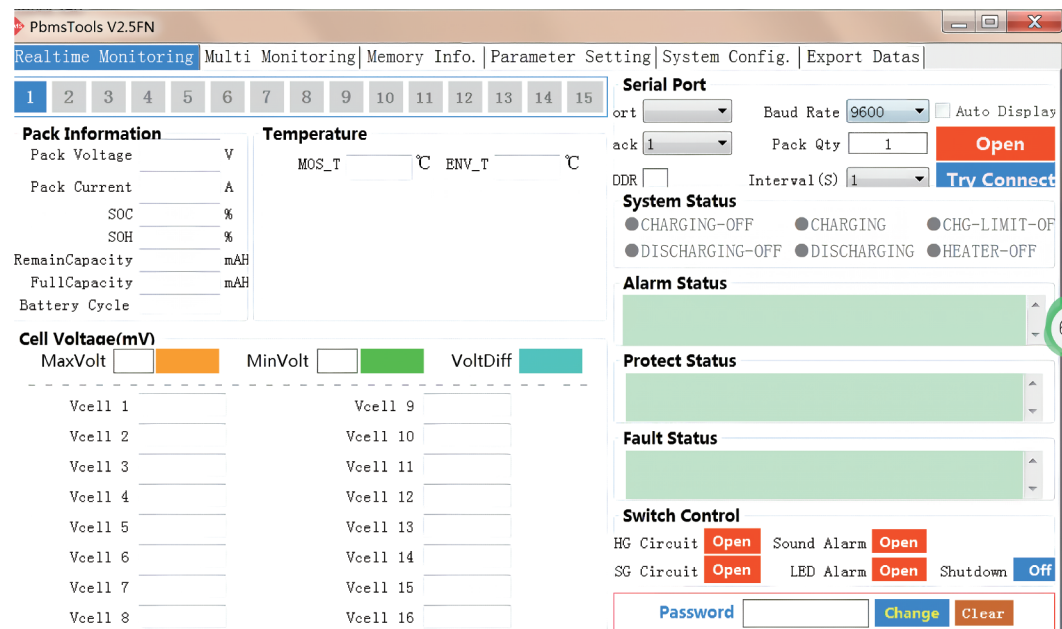 PbmsTools V2.5FN
Realtime Monitoring Multi Monitoring Memory Info. Parameter Setting System Config. Export Datas
1 2 3 4 5 6 7 8 9 10 11 12 13 14 15
Pack Information
Pack Voltage V
Pack Current A
SOC %
SOH %
RemainCapacity mAH
FullCapacity mAH
Battery Cycle
Temperature
MOS_T ℃ ENV_T ℃
Cell Voltage(mV)
MaxVolt MinVolt VoltDiff
Vcell 1 Vcell 9
Vcell 2 Vcell 10
Vcell 3 Vcell 11
Vcell 4 Vcell 12
Vcell 5 Vcell 13
Vcell 6 Vcell 14
Vcell 7 Vcell 15
Vcell 8 Vcell 16
Serial Port
ort Baud Rate 9600 Auto Display
ack 1 Pack Qty 1 Open
DDR Interval(S) 1 Try Connect
System Status
CHARGING-OFF CHARGING CHG-LIMIT-OF
DISCHARGING-OFF DISCHARGING HEATER-OFF
Alarm Status
Protect Status
Fault Status
Switch Control
HG Circuit Open Sound Alarm Open
SG Circuit Open LED Alarm Open Shutdown Off
Password Change Clear